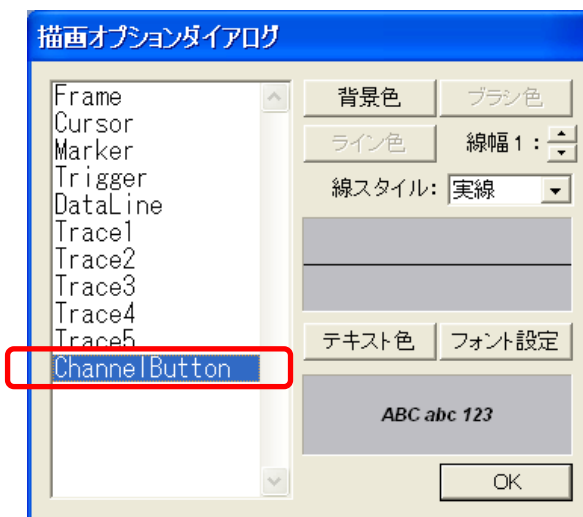 描画オプションダイアログ
Frame
Cursor
Marker
Trigger
DataLine
Trace1
Trace2
Trace3
Trace4
Trace5
ChannelButton
背景色
ブラシ色
ライン色
線幅 1 :
線スタイル:
実線
テキスト色
フォント設定
ABC abc 123
OK